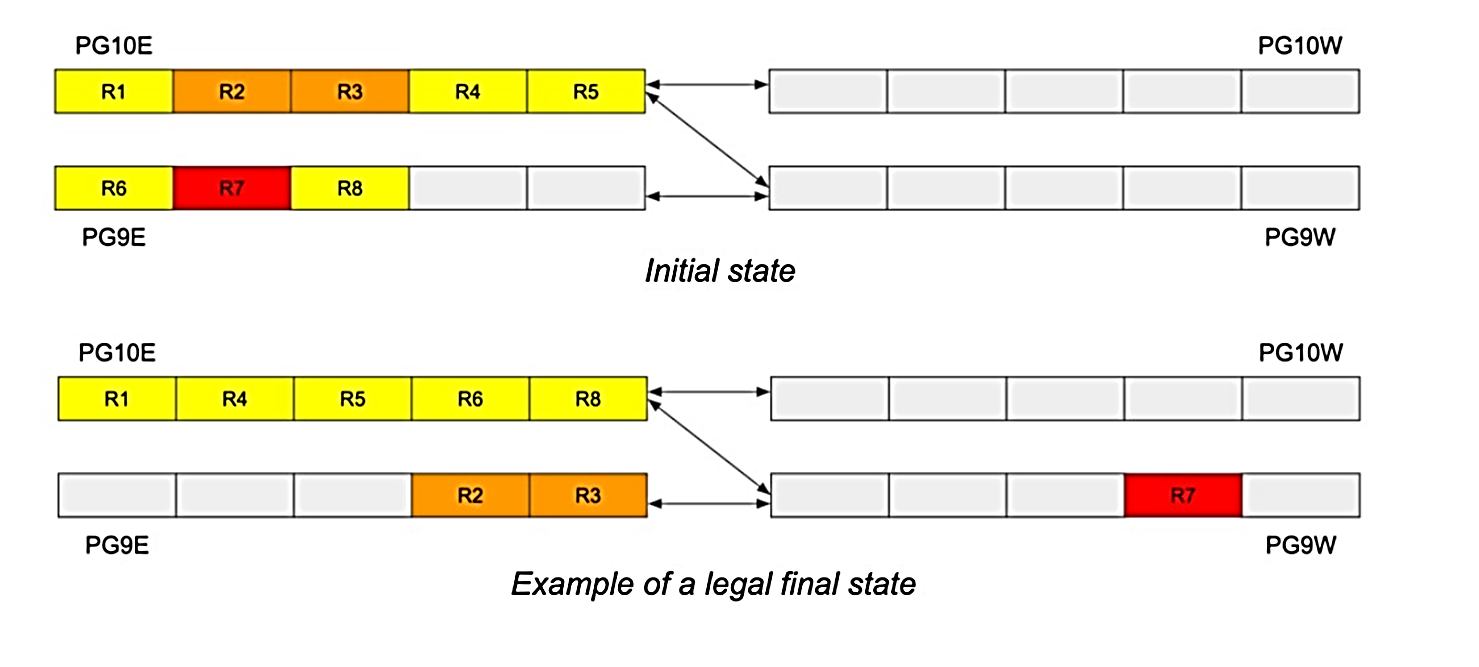 PG10E PG10W
R1 R2 R3 R4 R5
R6 R7 R8
PG9E PG9W
Initial state
PG10E PG10W
R1 R4 R5 R6 R8
R2 R3 R7
PG9E PG9W
Example of a legal final state